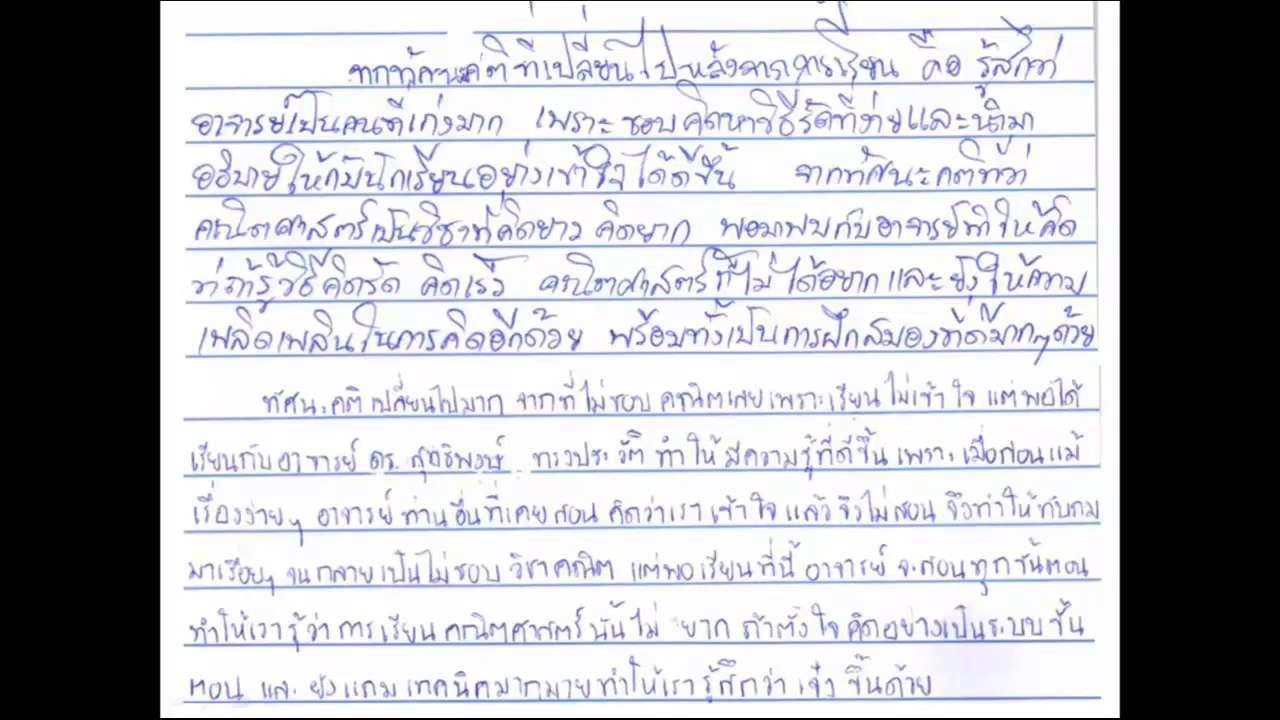 ทัศนคติที่เปลี่ยนไปหลังจากการเรียน คือ รู้สึกว่า
อาจารย์เป็นคนที่เก่งมาก เพราะชอบคิดหาวิธีลัดที่ง่ายและนำมา
อธิบายให้กับนักเรียนอย่างเข้าใจได้ดีขึ้น จากทัศนะคติที่ว่า
คณิตศาสตร์เป็นวิชาที่คิดยาว คิดยาก พอมาพบกับอาจารย์ทำให้คิด
ว่าถ้ารู้วิธีคิดลัด คิดเร็ว คณิตศาสตร์ก็ไม่ได้อยากและยังให้ความ
เพลิดเพลินในการคิดอีกด้วย พร้อมทั้งเป็นการฝึกสมองที่ดีมากๆด้วย
ทัศนะคติเปลี่ยนไปมาก จากที่ไม่ชอบคณิตเลยเพราะเรียนไม่เข้าใจ แต่พอได้
เรียนกับอาจารย์ ดร. สุทธิพงษ์ ทรงประวัติ ทำให้มีความรู้ที่ดีขึ้น เพราะเมื่อก่อนแม้
เรื่องง่ายๆ อาจารย์ท่านอื่นที่เคยสอน คิดว่าเราเข้าใจแล้วจึงไม่สอน จึงทำให้ทับถม
มาเรื่อยๆ จนกลายเป็นไม่ชอบวิชาคณิต แต่พอเรียนที่นี้ อาจารย์จะสอนทุกขั้นตอน
ทำให้เรารู้ว่าการเรียนคณิตศาสตร์นั้นไม่ยาก ถ้าตั้งใจคิดอย่างเป็นระบบขั้น
ตอน และยังแถมเทคนิคมากมายทำให้เรารู้สึกว่าเจ๋งขึ้นด้วย